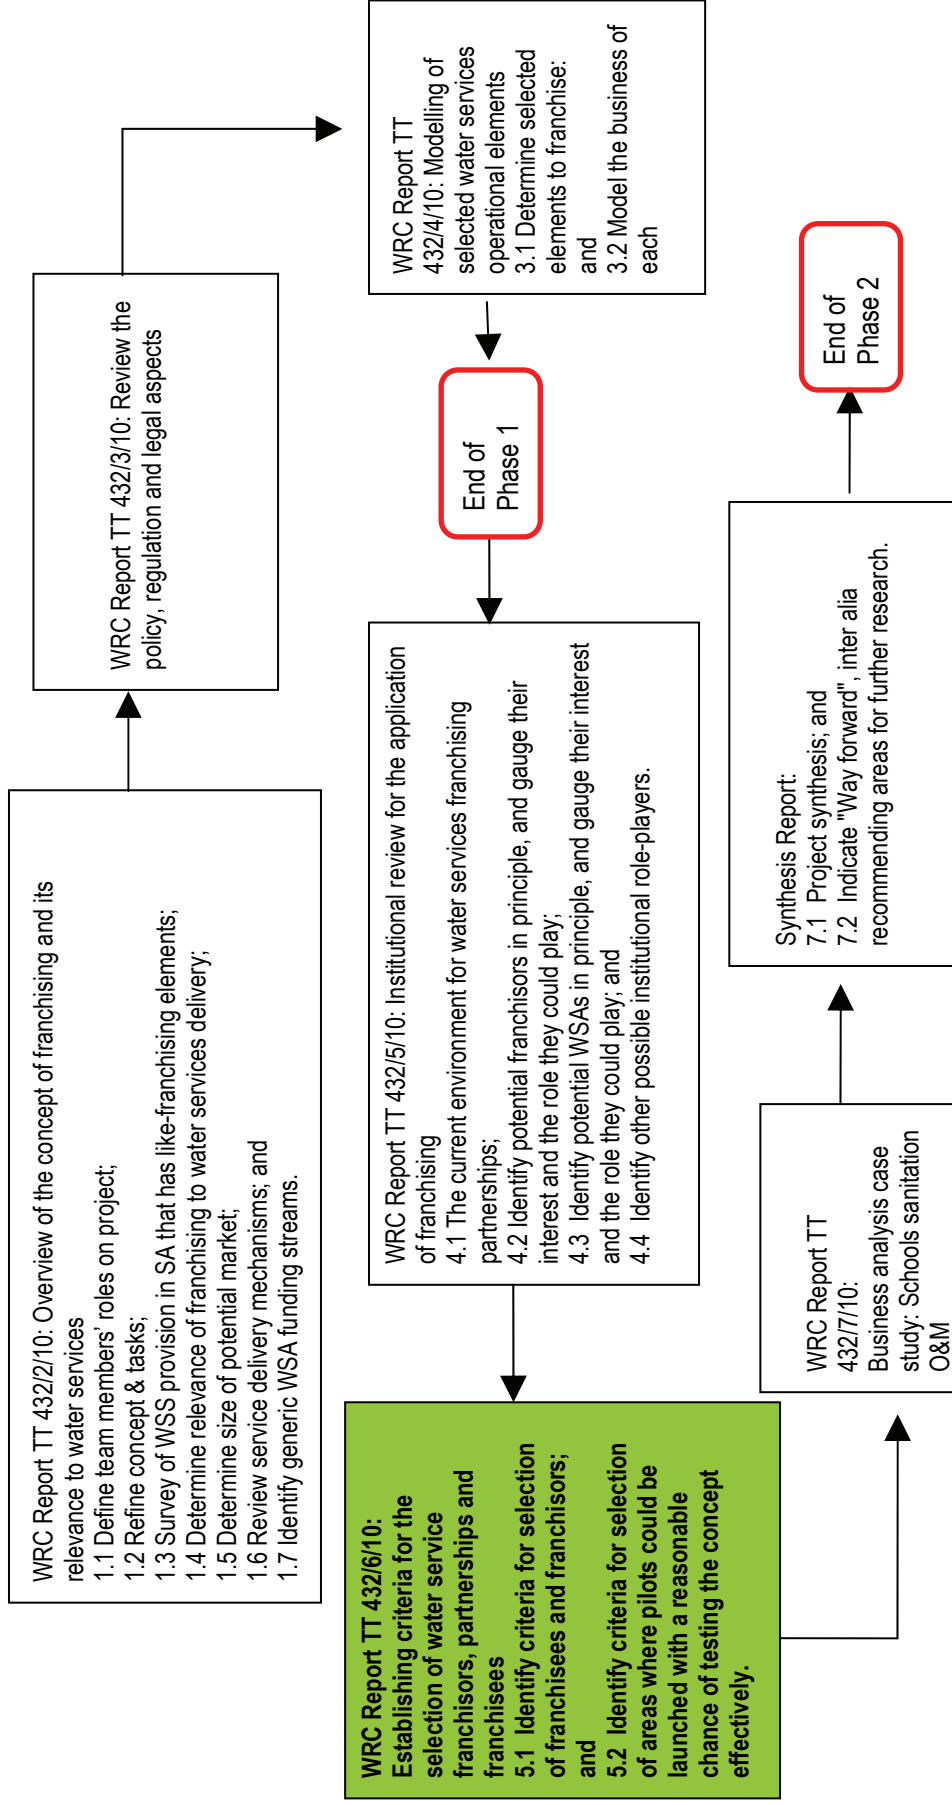 WRC Report TT 432/2/10: Overview of the concept of franchising and its
relevance to water services
1.1 Define team members' roles on project;
1.2 Refine concept & tasks;
1.3 Survey of WSS provision in SA that has like-franchising elements;
1.4 Determine relevance of franchising to water services delivery;
1.5 Determine size of potential market;
1.6 Review service delivery mechanisms; and
1.7 Identify generic WSA funding streams.
WRC Report TT 432/3/10: Review the
policy, regulation and legal aspects
WRC Report TT
432/4/10: Modelling of
selected water services
operational elements
3.1 Determine selected
elements to franchise:
and
3.2 Model the business of
each
End of
Phase 1
WRC Report TT 432/5/10: Institutional review for the application
of franchising
4.1 The current environment for water services franchising
partnerships;
4.2 Identify potential franchisors in principle, and gauge their
interest and the role they could play;
4.3 Identify potential WSAs in principle, and gauge their interest
and the role they could play; and
4.4 Identify other possible institutional role-players.
WRC Report TT 432/6/10:
Establishing criteria for the
selection of water service
franchisors, partnerships and
franchisees
5.1 Identify criteria for selection
of franchisees and franchisors;
and
5.2 Identify criteria for selection
of areas where pilots could be
launched with a reasonable
chance of testing the concept
effectively.
WRC Report TT
432/7/10:
Business analysis case
study: Schools sanitation
O&M
Synthesis Report:
7.1 Project synthesis; and
7.2 Indicate "Way forward", inter alia
recommending areas for further research.
End of
Phase 2